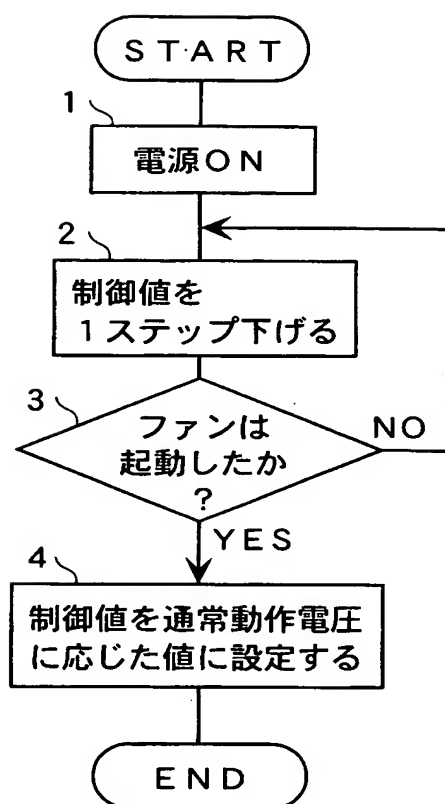 START
1
電源ON
2
制御値を
1ステップ下げる
3
ファンは
起動したか
?
NO
YES
4
制御値を通常動作電圧
に応じた値に設定する
END